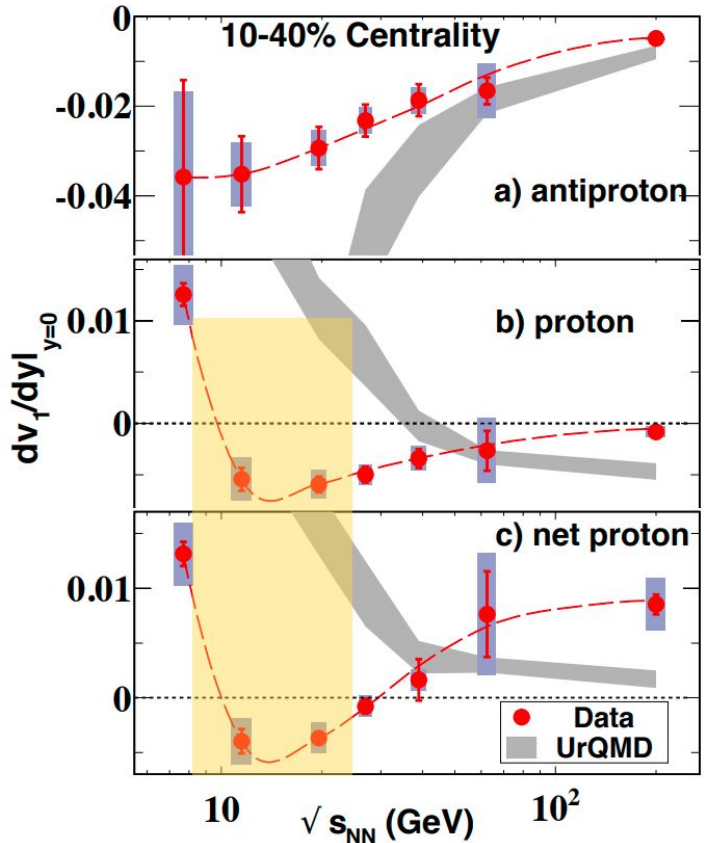 0
10-40% Centrality
-0.02
-0.04
a) antiproton
b) proton
0.01
0
dv₁/dy|y=0
c) net proton
0.01
0
Data
UrQMD
10
10²
√ sNN (GeV)